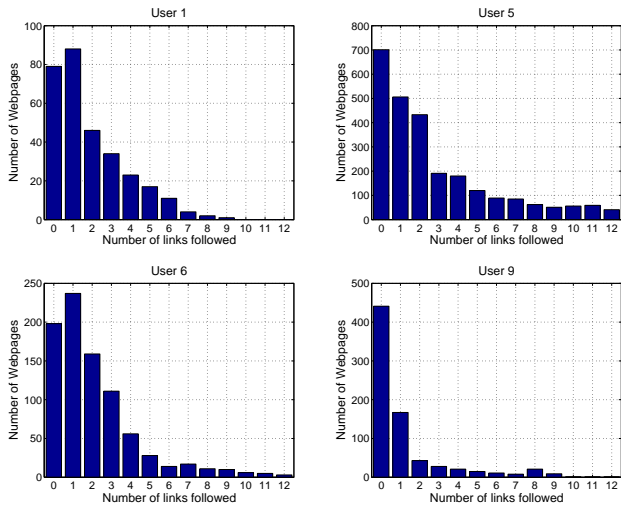 User 1
100
80
60
40
20
0
Number of Webpages
0 1 2 3 4 5 6 7 8 9 10 11 12
Number of links followed
User 5
800
700
600
500
400
300
200
100
0
Number of Webpages
0 1 2 3 4 5 6 7 8 9 10 11 12
Number of links followed
User 6
250
200
150
100
50
0
Number of Webpages
0 1 2 3 4 5 6 7 8 9 10 11 12
Number of links followed
User 9
500
400
300
200
100
0
Number of Webpages
0 1 2 3 4 5 6 7 8 9 10 11 12
Number of links followed